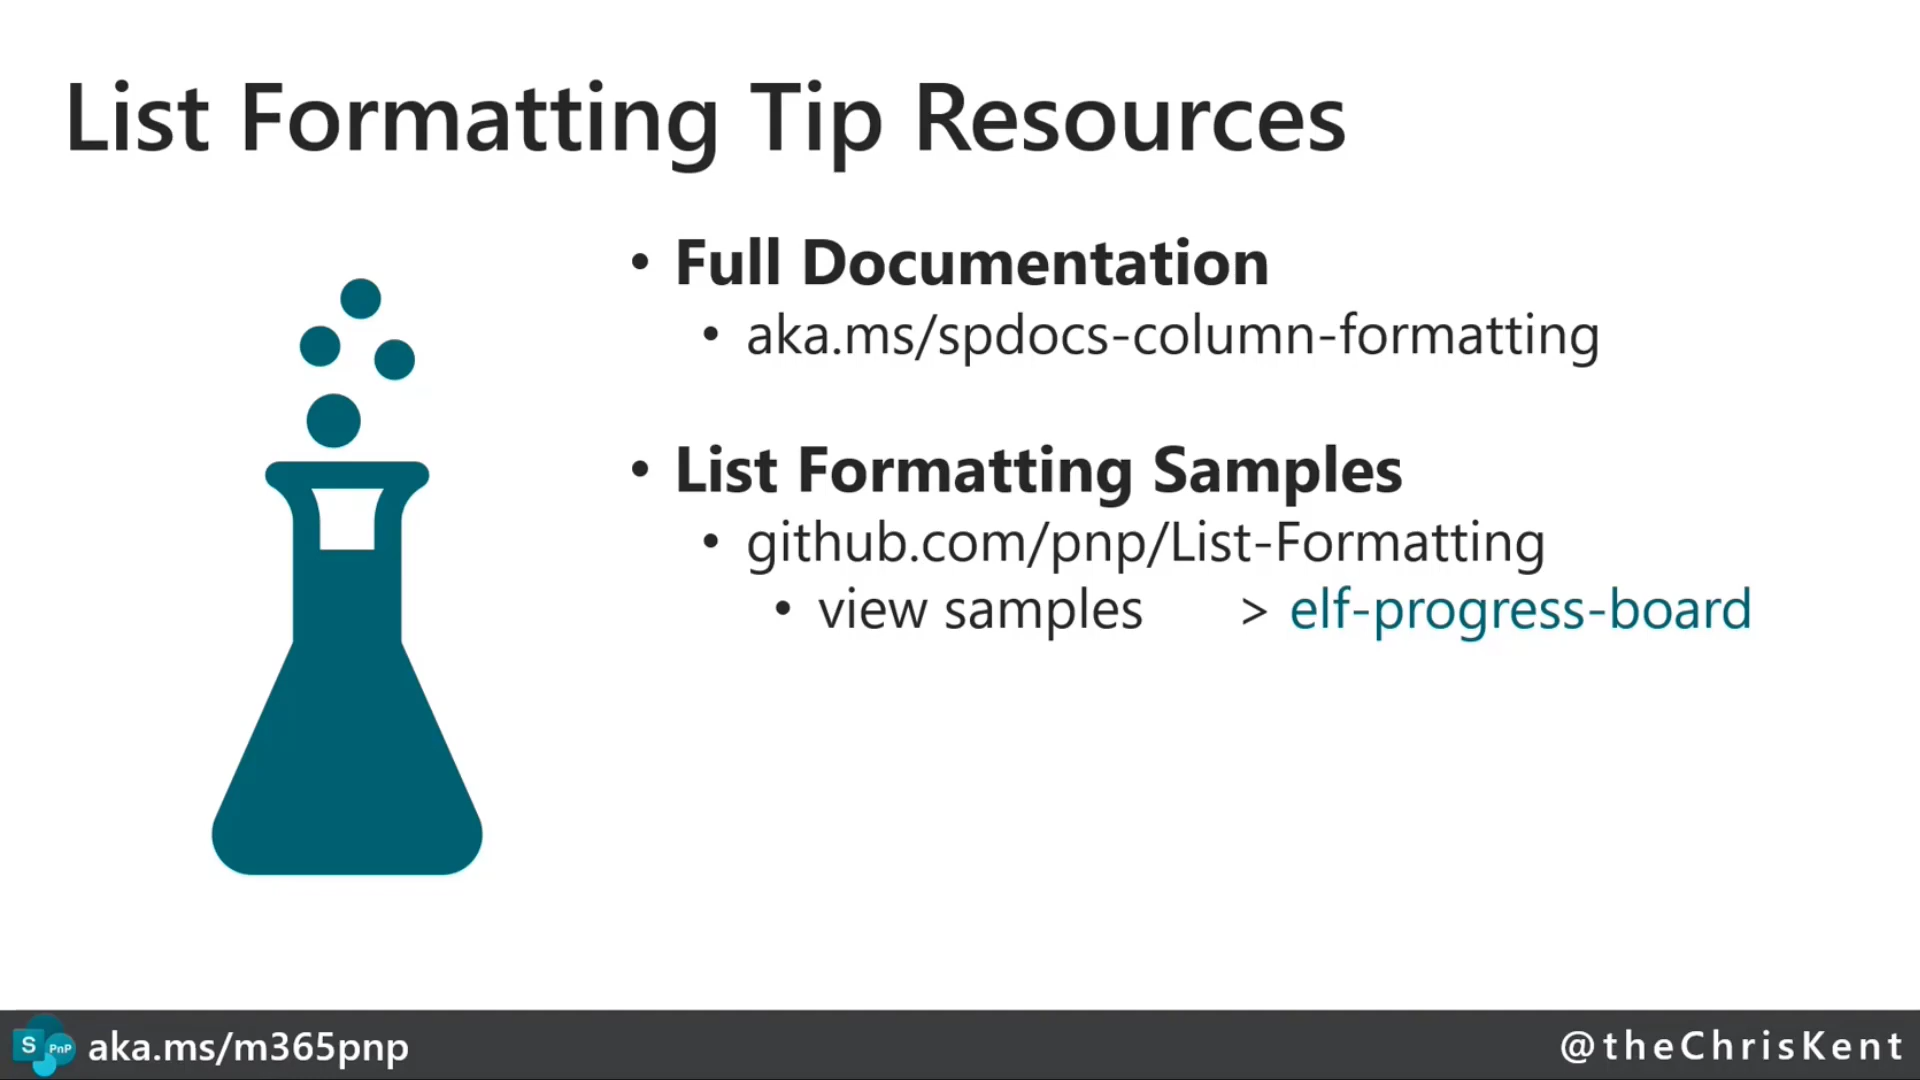 List Formatting Tip Resources
• Full Documentation
• aka.ms/spdocs-column-formatting
• List Formatting Samples
• github.com/pnp/List-Formatting
• view samples > elf-progress-board
S PnP aka.ms/m365pnp
@theChrisKent